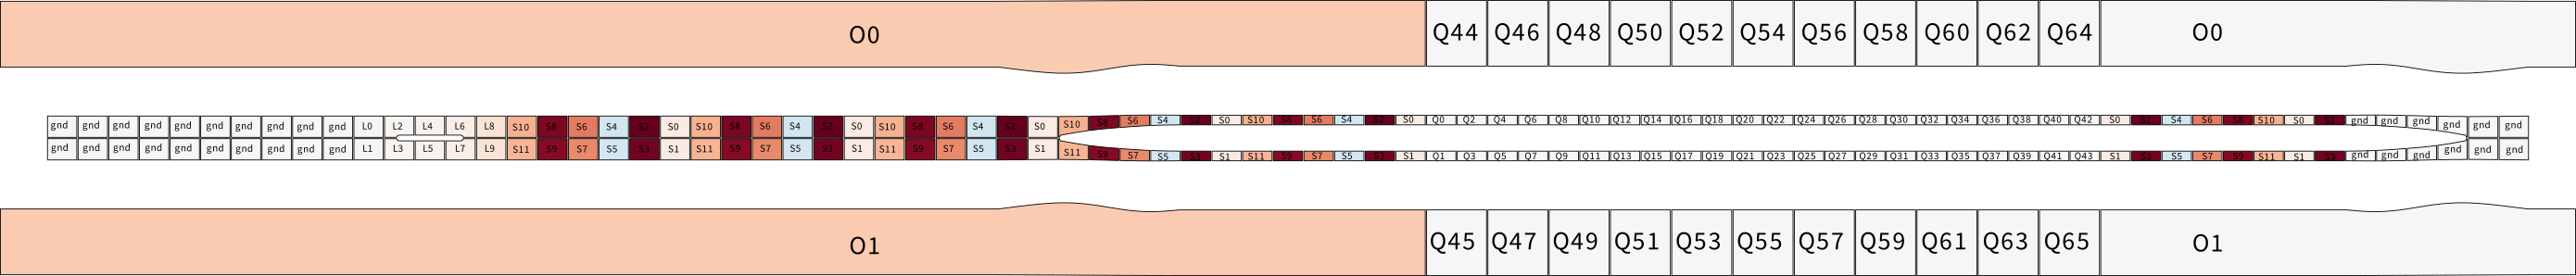 O0 Q44 Q46 Q48 Q50 Q52 Q54 Q56 Q58 Q60 Q62 Q64 O0
gnd gnd gnd gnd gnd gnd gnd gnd gnd gnd L0 L2 L4 L6 L8 S10 S8 S6 S4 S2 S0 S10 S8 S6 S4 S2 S0 S10 S8 S6 S4 S2 S0 S10 S8 S6 S4 S2 S0 S10 S8 S6 S4 S2 S0 Q0 Q2 Q4 Q6 Q8 Q10 Q12 Q14 Q16 Q18 Q20 Q22 Q24 Q26 Q28 Q30 Q32 Q34 Q36 Q38 Q40 Q42 S0 S2 S4 S6 S8 S10 S0 S2 gnd gnd gnd gnd gnd gnd
gnd gnd gnd gnd gnd gnd gnd gnd gnd gnd L1 L3 L5 L7 L9 S11 S9 S7 S5 S3 S1 S11 S9 S7 S5 S3 S1 S11 S9 S7 S5 S3 S1 S11 S9 S7 S5 S3 S1 S11 S9 S7 S5 S3 S1 Q1 Q3 Q5 Q7 Q9 Q11 Q13 Q15 Q17 Q19 Q21 Q23 Q25 Q27 Q29 Q31 Q33 Q35 Q37 Q39 Q41 Q43 S1 S3 S5 S7 S9 S11 S1 S3 gnd gnd gnd gnd gnd gnd
O1 Q45 Q47 Q49 Q51 Q53 Q55 Q57 Q59 Q61 Q63 Q65 O1